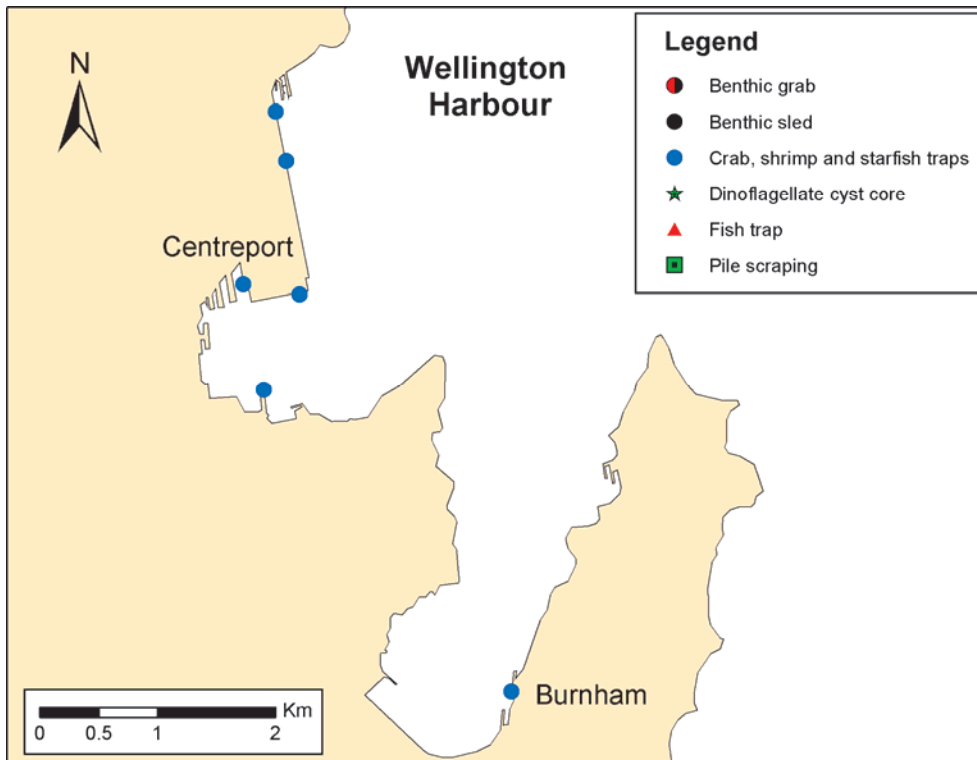 Wellington
Harbour
N
Centreport
Burnham
Km
0 0.5 1 2
Legend
Benthic grab
Benthic sled
Crab, shrimp and starfish traps
Dinoflagellate cyst core
Fish trap
Pile scraping